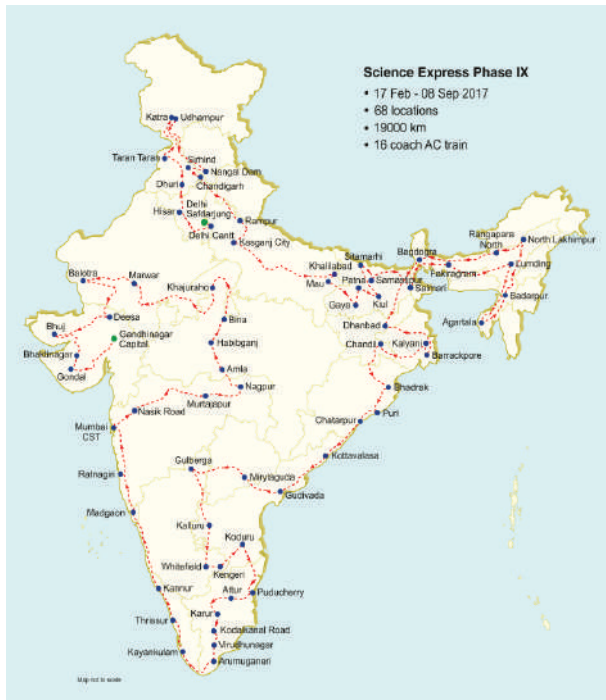 Science Express Phase IX
• 17 Feb - 08 Sep 2017
• 68 locations
• 19000 km
• 16 coach AC train
Katra
Udhampur
Taran Taran
Sirhind
Nangal Dam
Dhuri
Chandigarh
Delhi
Safdarjung
Hisar
Delhi Cantt
Rampur
Kasganj City
Rangapara
North
North Lakhimpur
Bagdogra
Sitamarhi
Khalilabad
Fakiragram
Lumding
Balotra
Marwar
Khajuraho
Patna
Samastipur
Salmari
Mau
Gaya
Kiul
Badarpur
Deesa
Bhuj
Bina
Dhanbad
Agartala
Gandhinagar
Capital
Chandil
Kalyani
Habibganj
Barrackpore
Bhaktinagar
Gondal
Amla
Nagpur
Bhadrak
Murtajapur
Nasik Road
Puri
Chatarpur
Mumbai
CST
Kottavalasa
Gulberga
Ratnagiri
Miryalguda
Gudivada
Madgaon
Kalluru
Koduru
Whitefield
Kengeri
Kannur
Attur
Puducherry
Karur
Thrissur
Kodaikanal Road
Virudhunagar
Kayankulam
Arumuganari
Map not to scale